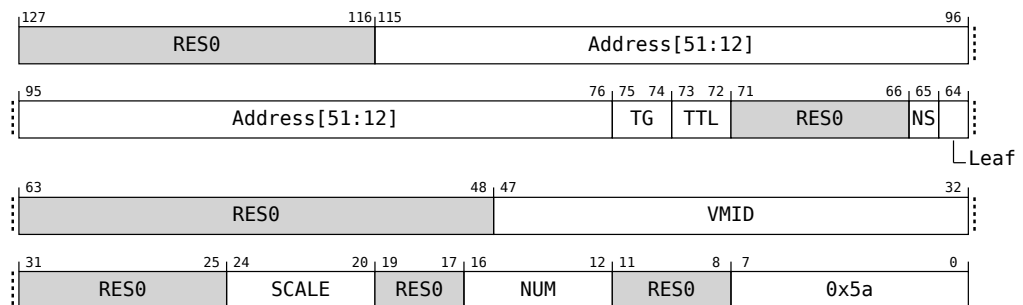 127 116 115 96
RES0 Address[51:12]
95 76 75 74 73 72 71 66 65 64
Address[51:12] TG TTL RES0 NS
Leaf
63 48 47 32
RES0 VMID
31 25 24 20 19 17 16 12 11 8 7 0
RES0 SCALE RES0 NUM RES0 0x5a